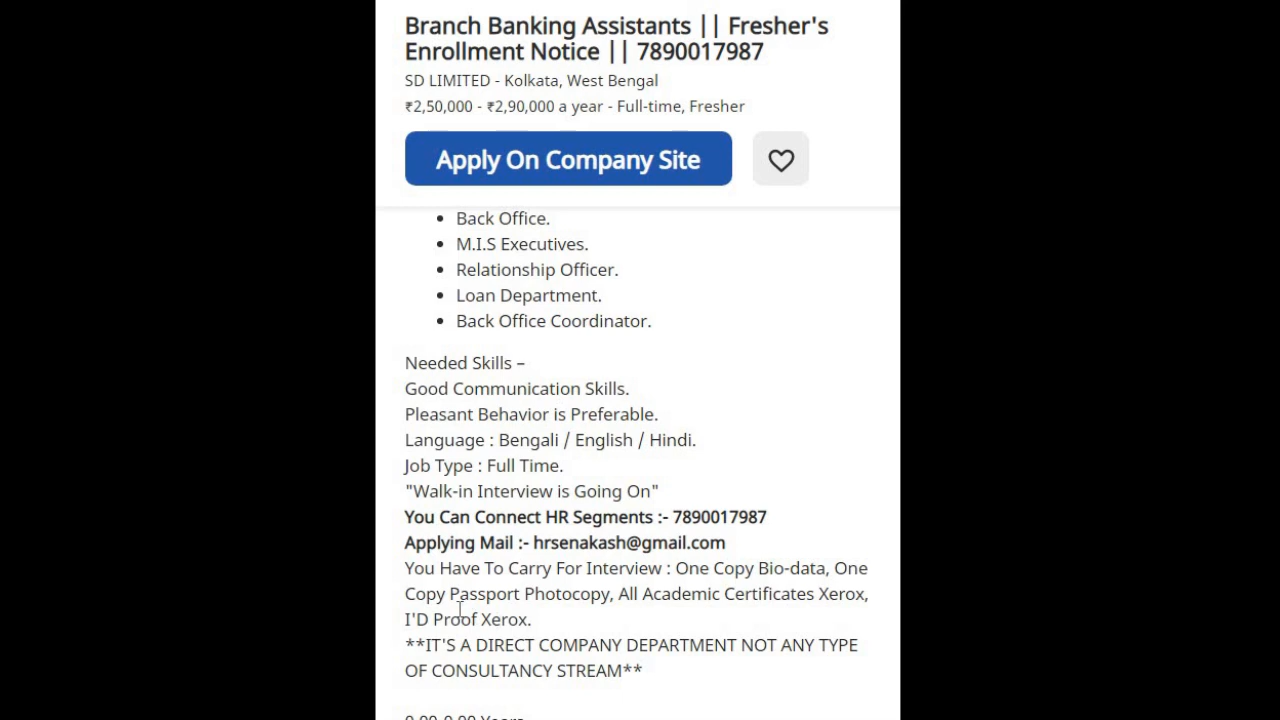 Branch Banking Assistants || Fresher's
Enrollment Notice || 7890017987
SD LIMITED - Kolkata, West Bengal
₹2,50,000 - ₹2,90,000 a year - Full-time, Fresher
Apply On Company Site
Back Office.
M.I.S Executives.
Relationship Officer.
Loan Department.
Back Office Coordinator.
Needed Skills –
Good Communication Skills.
Pleasant Behavior is Preferable.
Language : Bengali / English / Hindi.
Job Type : Full Time.
"Walk-in Interview is Going On"
You Can Connect HR Segments :- 7890017987
Applying Mail :- hrsenakash@gmail.com
You Have To Carry For Interview : One Copy Bio-data, One
Copy Passport Photocopy, All Academic Certificates Xerox,
I'D Proof Xerox.
**IT'S A DIRECT COMPANY DEPARTMENT NOT ANY TYPE
OF CONSULTANCY STREAM**